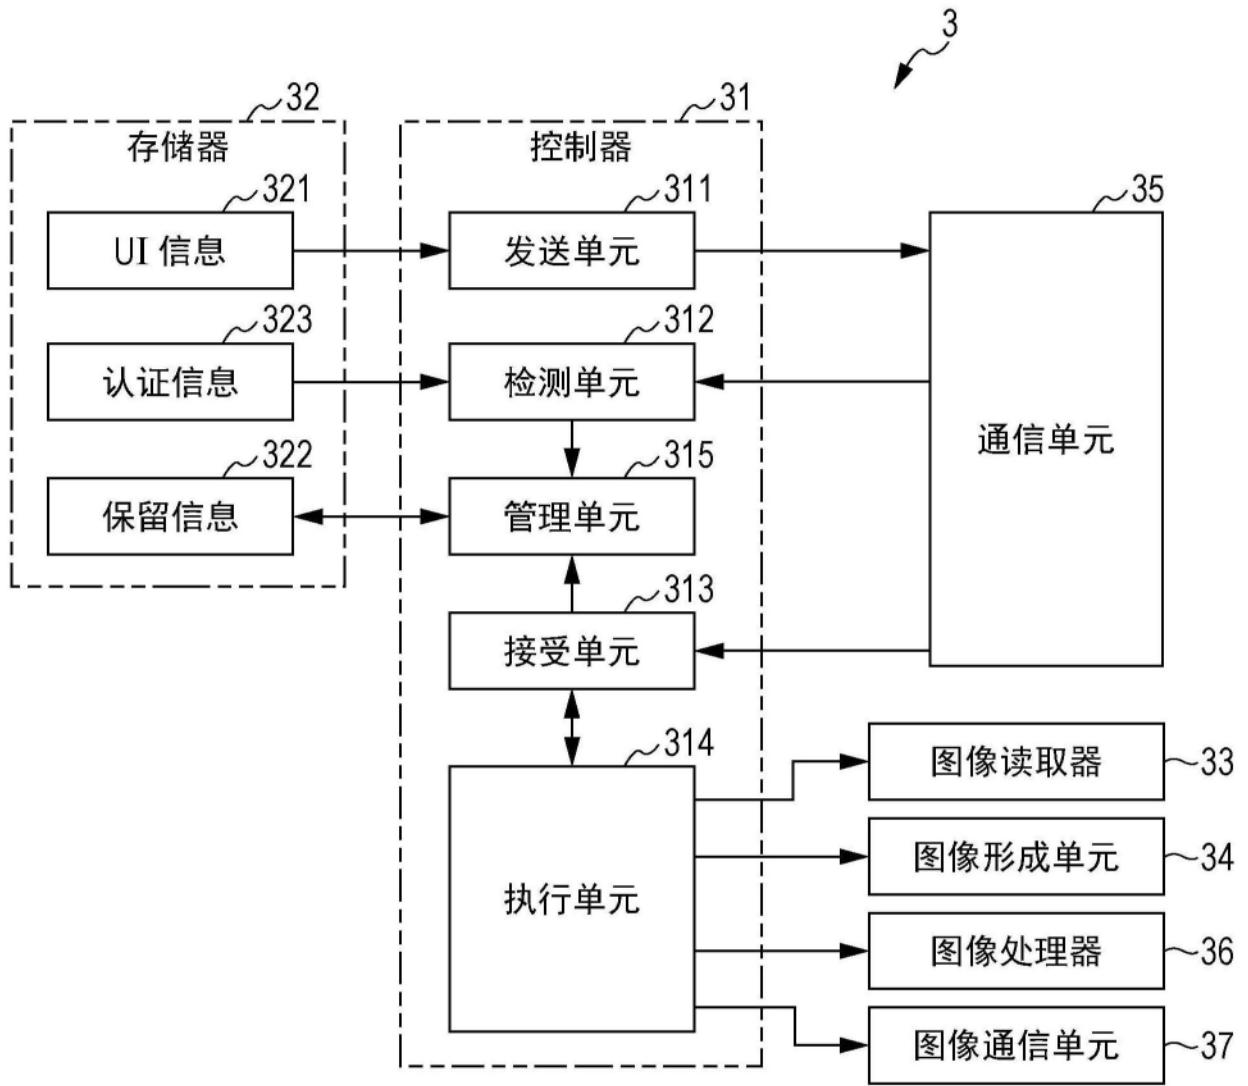 3
32
存储器
31
控制器
321
UI 信息
311
发送单元
35
通信单元
323
认证信息
312
检测单元
322
保留信息
315
管理单元
313
接受单元
314
执行单元
图像读取器
33
图像形成单元
34
图像处理器
36
图像通信单元
37